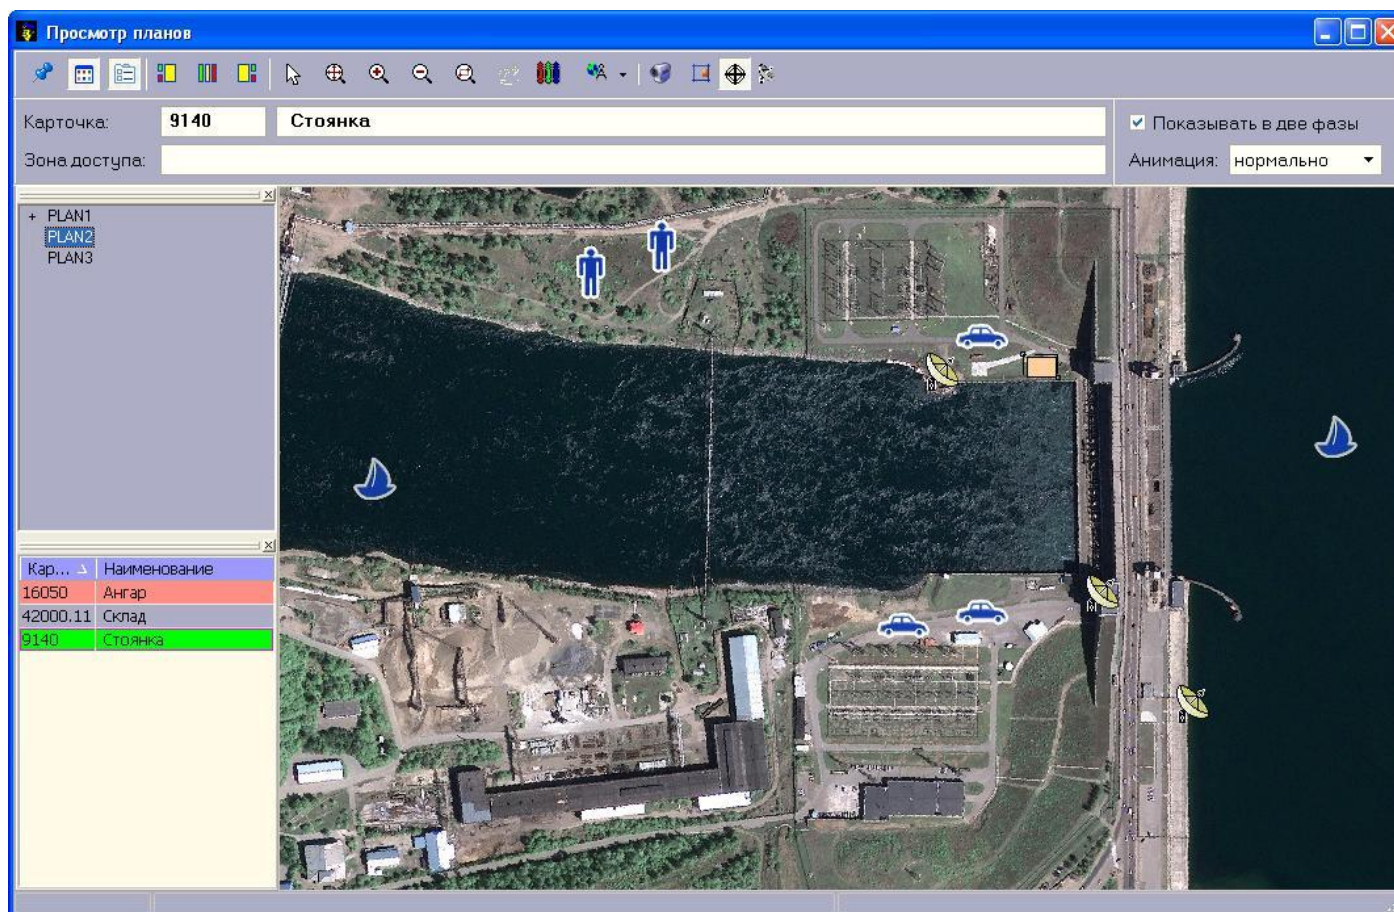 Просмотр планов
Карточка: 9140 Стоянка
Показывать в две фазы
Зона доступа:
Анимация: нормально
+ PLAN1
PLAN2
PLAN3
Кар... Наименование
16050 Ангар
42000.11 Склад
9140 Стоянка